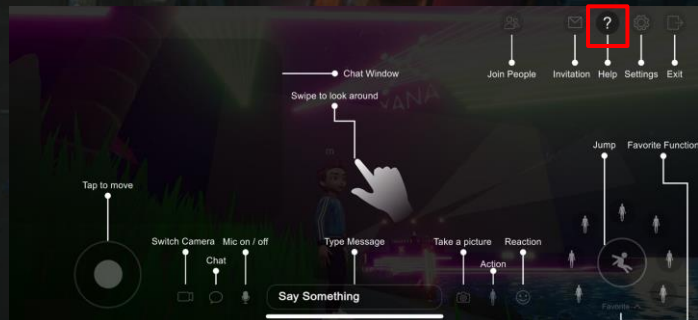 ?
Join People
Invitation
Help
Settings
Exit
Chat Window
Swipe to look around
VANA
Jump
Favorite Function
Tap to move
Switch Camera
Mic on / off
Type Message
Take a picture
Reaction
Chat
Action
Say Something
Favorite